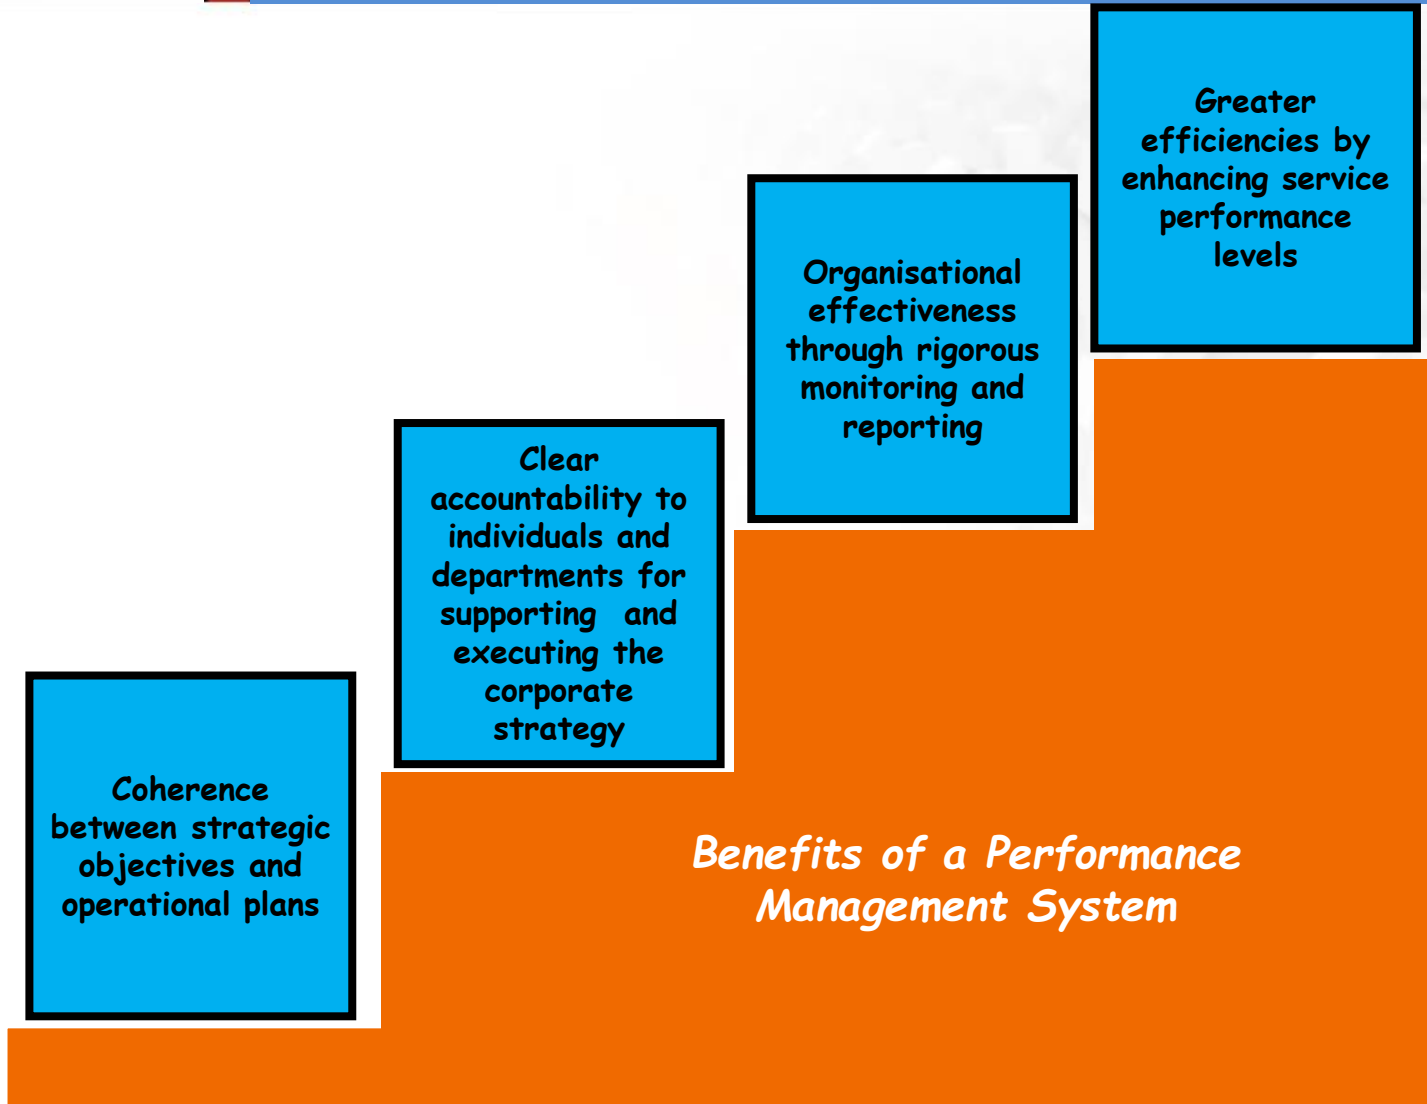 Greater
efficiencies by
enhancing service
performance
levels
Organisational
effectiveness
through rigorous
monitoring and
reporting
Clear
accountability to
individuals and
departments for
supporting  and
executing the
corporate
strategy
Coherence
between strategic
objectives and
operational plans
Benefits of a Performance
Management System